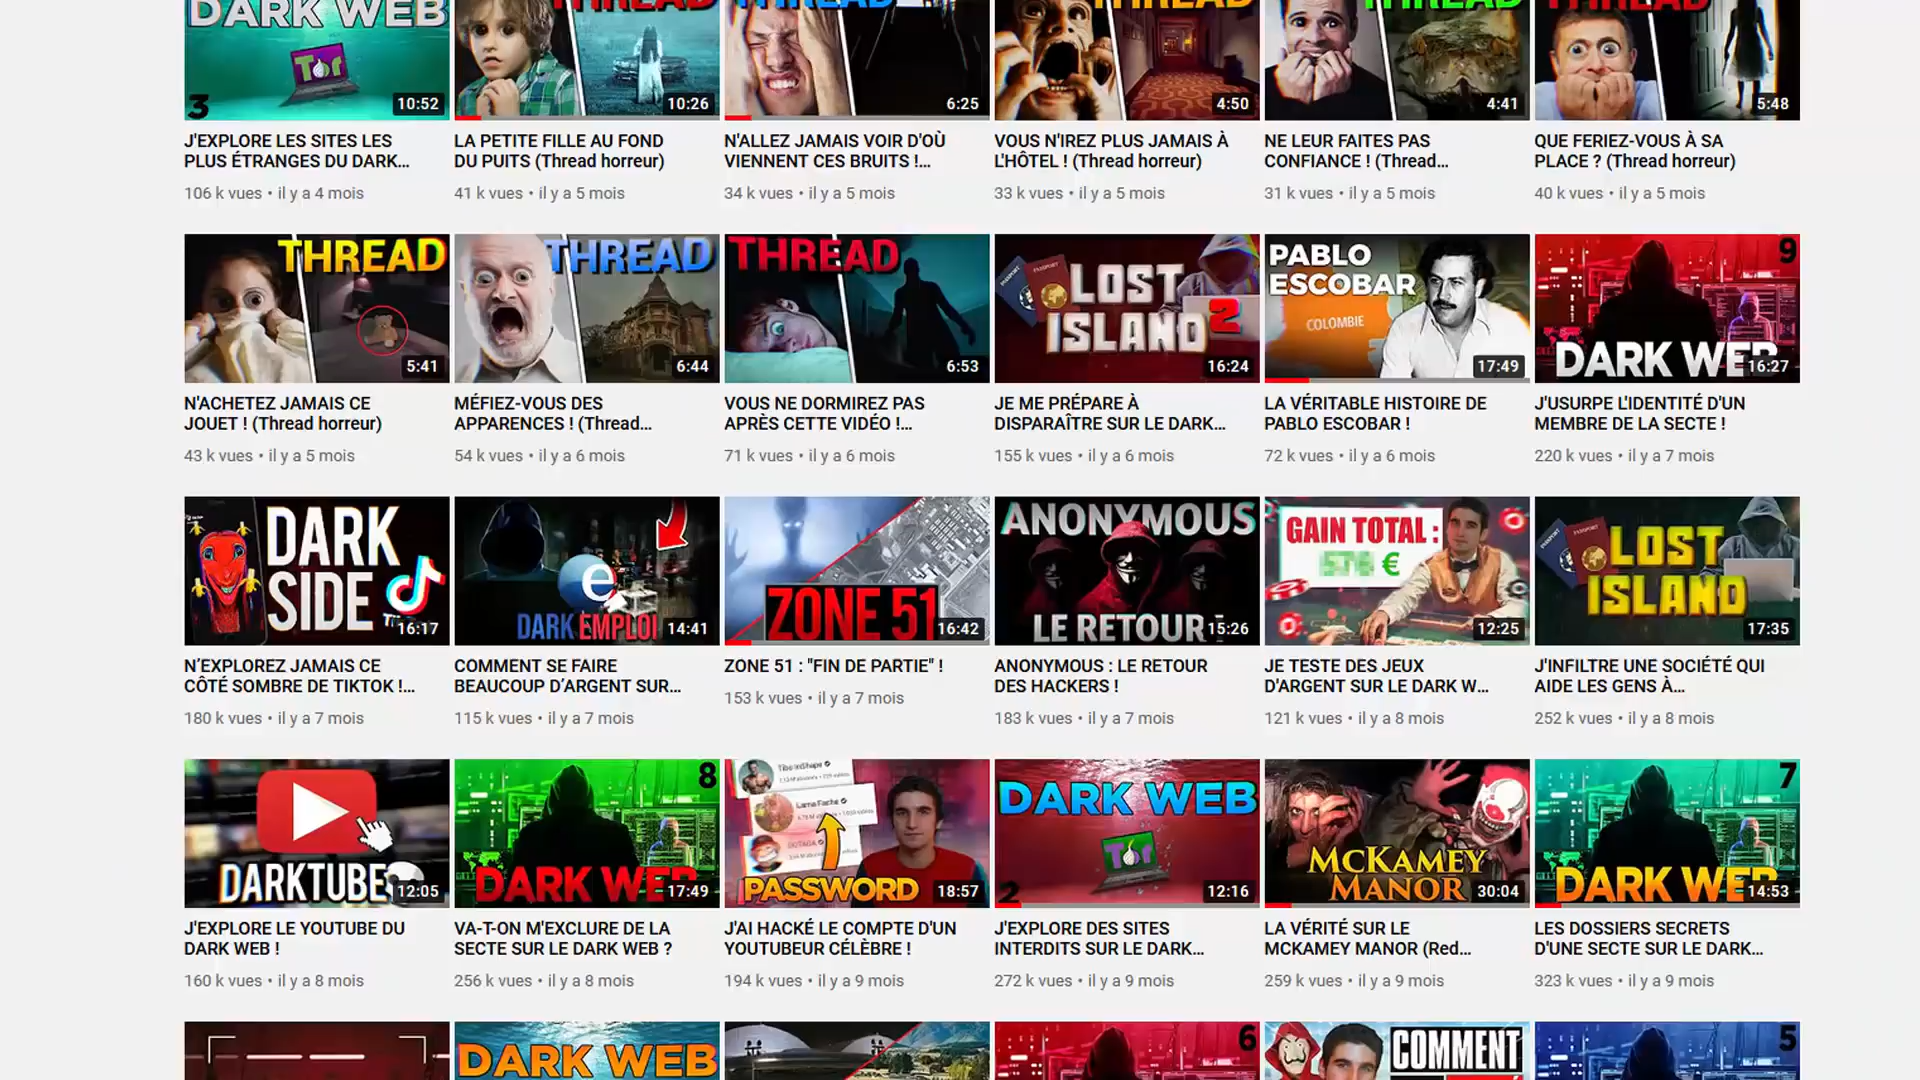 DARK WEB
THREAD
THREAD
THREAD
THREAD
THREAD
Tor
3
10:52
10:26
6:25
4:50
4:41
5:48
J'EXPLORE LES SITES LES
PLUS ÉTRANGES DU DARK...
106 k vues • il y a 4 mois
LA PETITE FILLE AU FOND
DU PUITS (Thread horreur)
41 k vues • il y a 5 mois
N'ALLEZ JAMAIS VOIR D'OÙ
VIENNENT CES BRUITS !...
34 k vues • il y a 5 mois
VOUS N'IREZ PLUS JAMAIS À
L'HÔTEL ! (Thread horreur)
33 k vues • il y a 5 mois
NE LEUR FAITES PAS
CONFIANCE ! (Thread...
31 k vues • il y a 5 mois
QUE FERIEZ-VOUS À SA
PLACE ? (Thread horreur)
40 k vues • il y a 5 mois
THREAD
5:41
THREAD
6:44
THREAD
6:53
PASSPORT
PASSPORT
LOST
ISLAND 2
16:24
PABLO
ESCOBAR
COLOMBIE
17:49
9
DARK WEB
16:27
N'ACHETEZ JAMAIS CE
JOUET ! (Thread horreur)
43 k vues • il y a 5 mois
MÉFIEZ-VOUS DES
APPARENCES ! (Thread...
54 k vues • il y a 6 mois
VOUS NE DORMIREZ PAS
APRÈS CETTE VIDÉO !...
71 k vues • il y a 6 mois
JE ME PRÉPARE À
DISPARAÎTRE SUR LE DARK...
155 k vues • il y a 6 mois
LA VÉRITABLE HISTOIRE DE
PABLO ESCOBAR !
72 k vues • il y a 6 mois
J'USURPE L'IDENTITÉ D'UN
MEMBRE DE LA SECTE !
220 k vues • il y a 7 mois
DARK
SIDE
16:17
DARK EMPLOI
14:41
ZONE 51
16:42
ANONYMOUS
LE RETOUR
15:26
GAIN TOTAL :
576 €
12:25
PASSPORT
PASSPORT
LOST
ISLAND
17:35
N'EXPLOREZ JAMAIS CE
CÔTÉ SOMBRE DE TIKTOK !...
180 k vues • il y a 7 mois
COMMENT SE FAIRE
BEAUCOUP D'ARGENT SUR...
115 k vues • il y a 7 mois
ZONE 51 : "FIN DE PARTIE" !
153 k vues • il y a 7 mois
ANONYMOUS : LE RETOUR
DES HACKERS !
183 k vues • il y a 7 mois
JE TESTE DES JEUX
D'ARGENT SUR LE DARK W...
121 k vues • il y a 8 mois
J'INFILTRE UNE SOCIÉTÉ QUI
AIDE LES GENS À...
252 k vues • il y a 8 mois
DARKTUBE
12:05
8
DARK WEB
17:49
Tibo InShape
Lama Faché
GOTAGA
PASSWORD
18:57
DARK WEB
Tor
2
12:16
MCKAMEY
MANOR
30:04
7
DARK WEB
14:53
J'EXPLORE LE YOUTUBE DU
DARK WEB !
160 k vues • il y a 8 mois
VA-T-ON M'EXCLURE DE LA
SECTE SUR LE DARK WEB ?
256 k vues • il y a 8 mois
J'AI HACKÉ LE COMPTE D'UN
YOUTUBEUR CÉLÈBRE !
194 k vues • il y a 9 mois
J'EXPLORE DES SITES
INTERDITS SUR LE DARK...
272 k vues • il y a 9 mois
LA VÉRITÉ SUR LE
MCKAMEY MANOR (Red...
259 k vues • il y a 9 mois
LES DOSSIERS SECRETS
D'UNE SECTE SUR LE DARK...
323 k vues • il y a 9 mois
DARK WEB
6
COMMENT
5